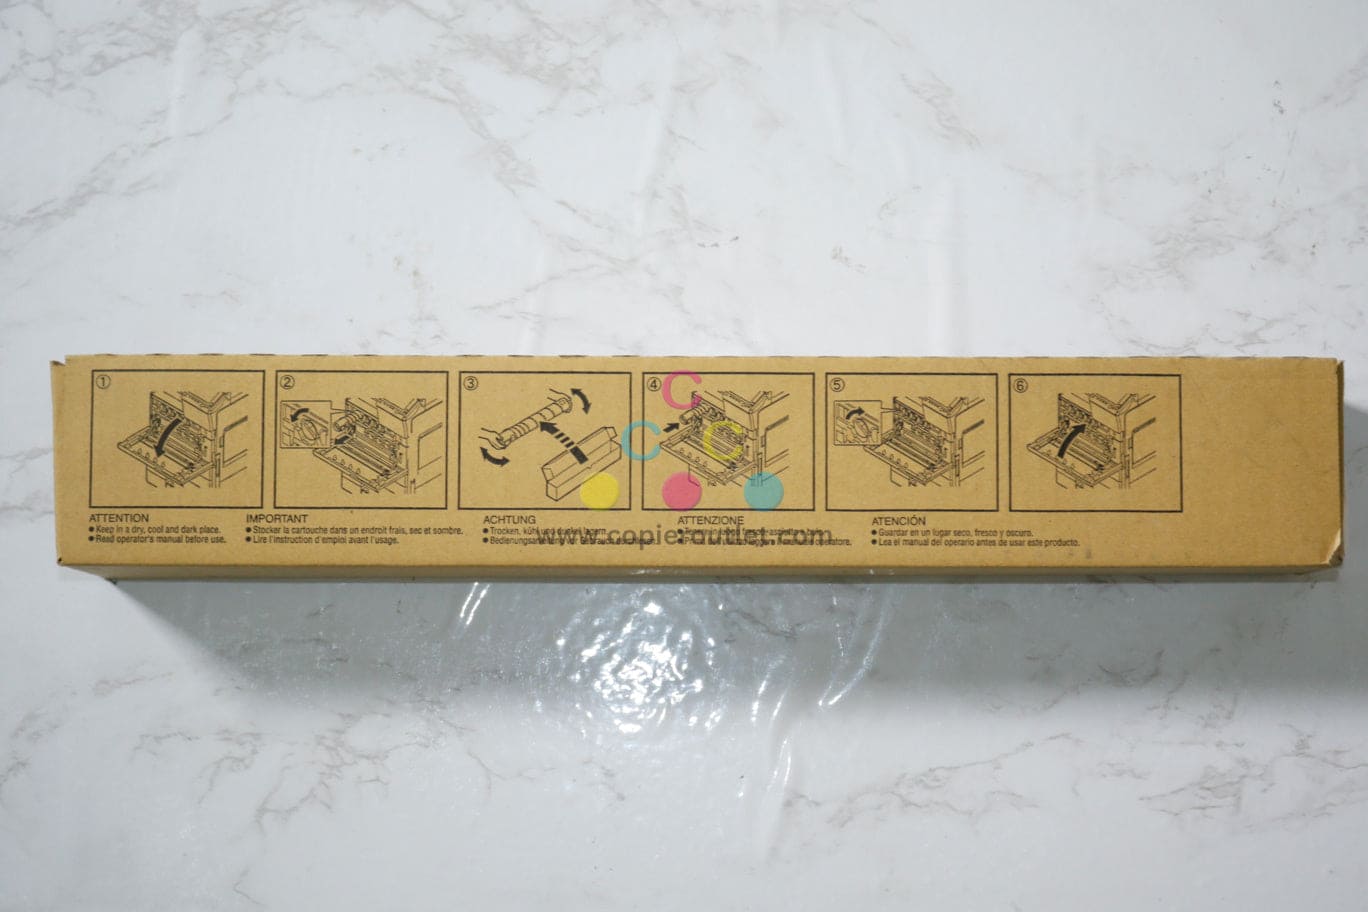 ① ② ③ ④ ⑤ ⑥
C
C C
ATTENTION
● Keep in a dry, cool and dark place.
● Read operator's manual before use.
IMPORTANT
● Stocker la cartouche dans un endroit frais, sec et sombre.
● Lire l'instruction d'emploi avant l'usage.
ACHTUNG
● Trocken, kühl und dunkel lagern.
● Bedienungsanleitung
ATTENZIONE
operatore.
ATENCIÓN
● Guardar en un lugar seco, fresco y oscuro.
● Lea el manual del operario antes de usar este producto.
www.copieroutlet.com